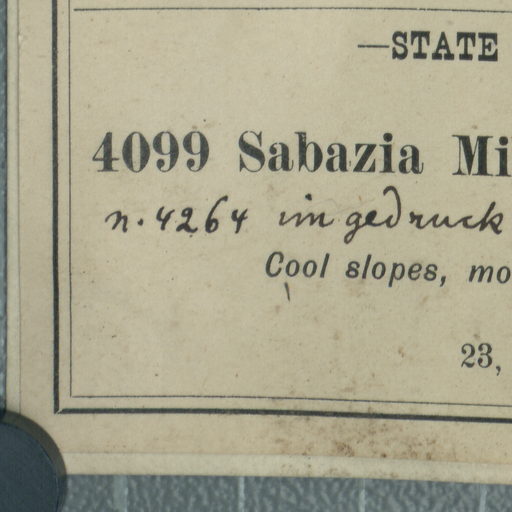 —STATE
4099 Sabazia Mi
n. 4264 im gedruck
Cool slopes, mo
23,